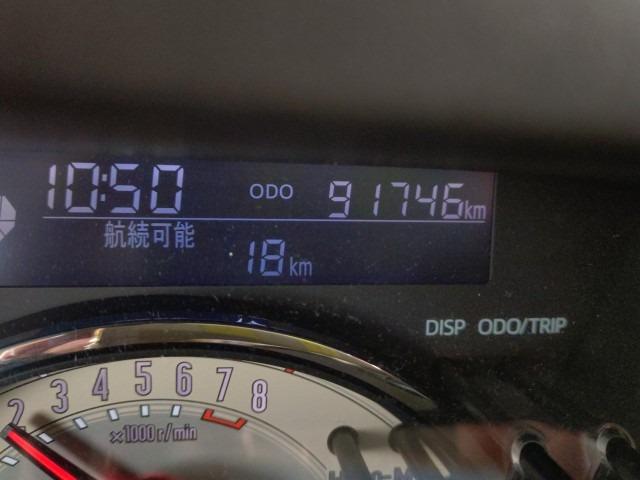 10:50 ODO 91746km
航続可能
18km
DISP ODO/TRIP
2 3 4 5 6 7 8
×1000r/min